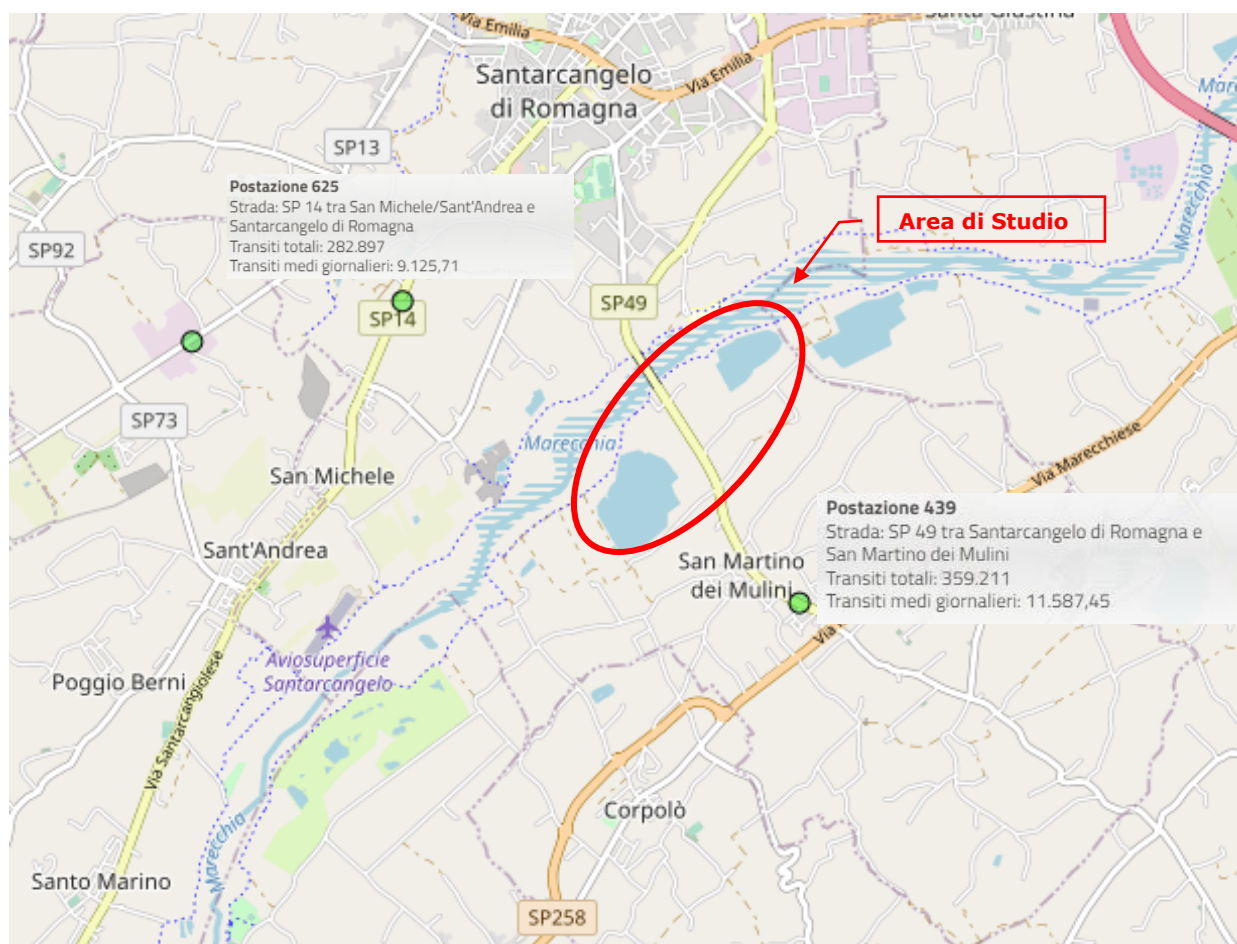 Via Emilia
Santa Giustina
Santarcangelo
di Romagna
Via Emilia
SP13
Postazione 625
Strada: SP 14 tra San Michele/Sant'Andrea e
Santarcangelo di Romagna
Transiti totali: 282.897
Transiti medi giornalieri: 9.125,71
Marecchio
Area di Studio
SP92
SP49
SP14
SP73
Marecchia
San Michele
Via Marecchiese
Postazione 439
Strada: SP 49 tra Santarcangelo di Romagna e
San Martino dei Mulini
Transiti totali: 359.211
Transiti medi giornalieri: 11.587,45
Sant'Andrea
San Martino
dei Mulini
Aviosuperficie
Santarcangelo
Poggio Berni
Via Santarcangiolese
Corpolò
Marecchia
Santo Marino
SP258